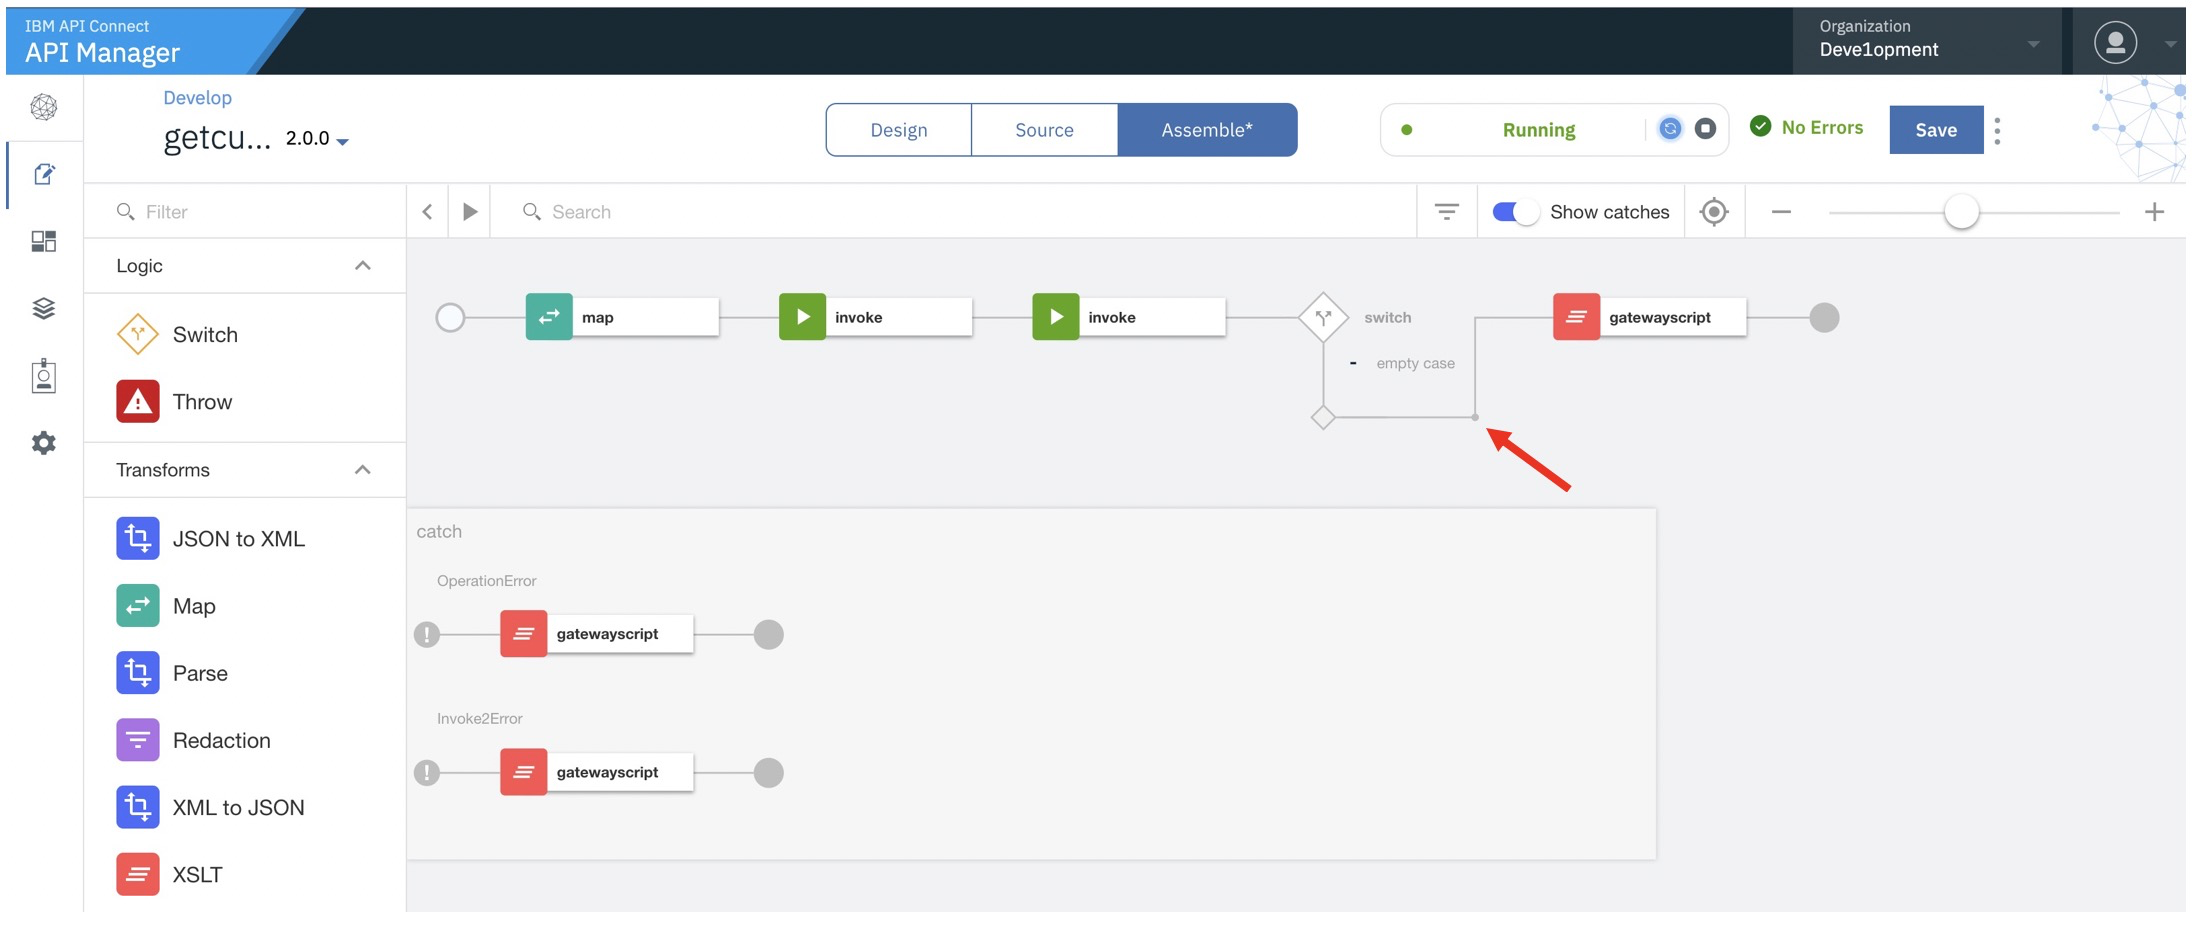 IBM API Connect
API Manager
Organization
Deve1opment
Develop
getcu... 2.0.0
Design
Source
Assemble*
Running
No Errors
Save
Filter
Search
Show catches
Logic
Switch
Throw
Transforms
JSON to XML
Map
Parse
Redaction
XML to JSON
XSLT
map
invoke
invoke
switch
- empty case
gatewayscript
catch
OperationError
gatewayscript
Invoke2Error
gatewayscript